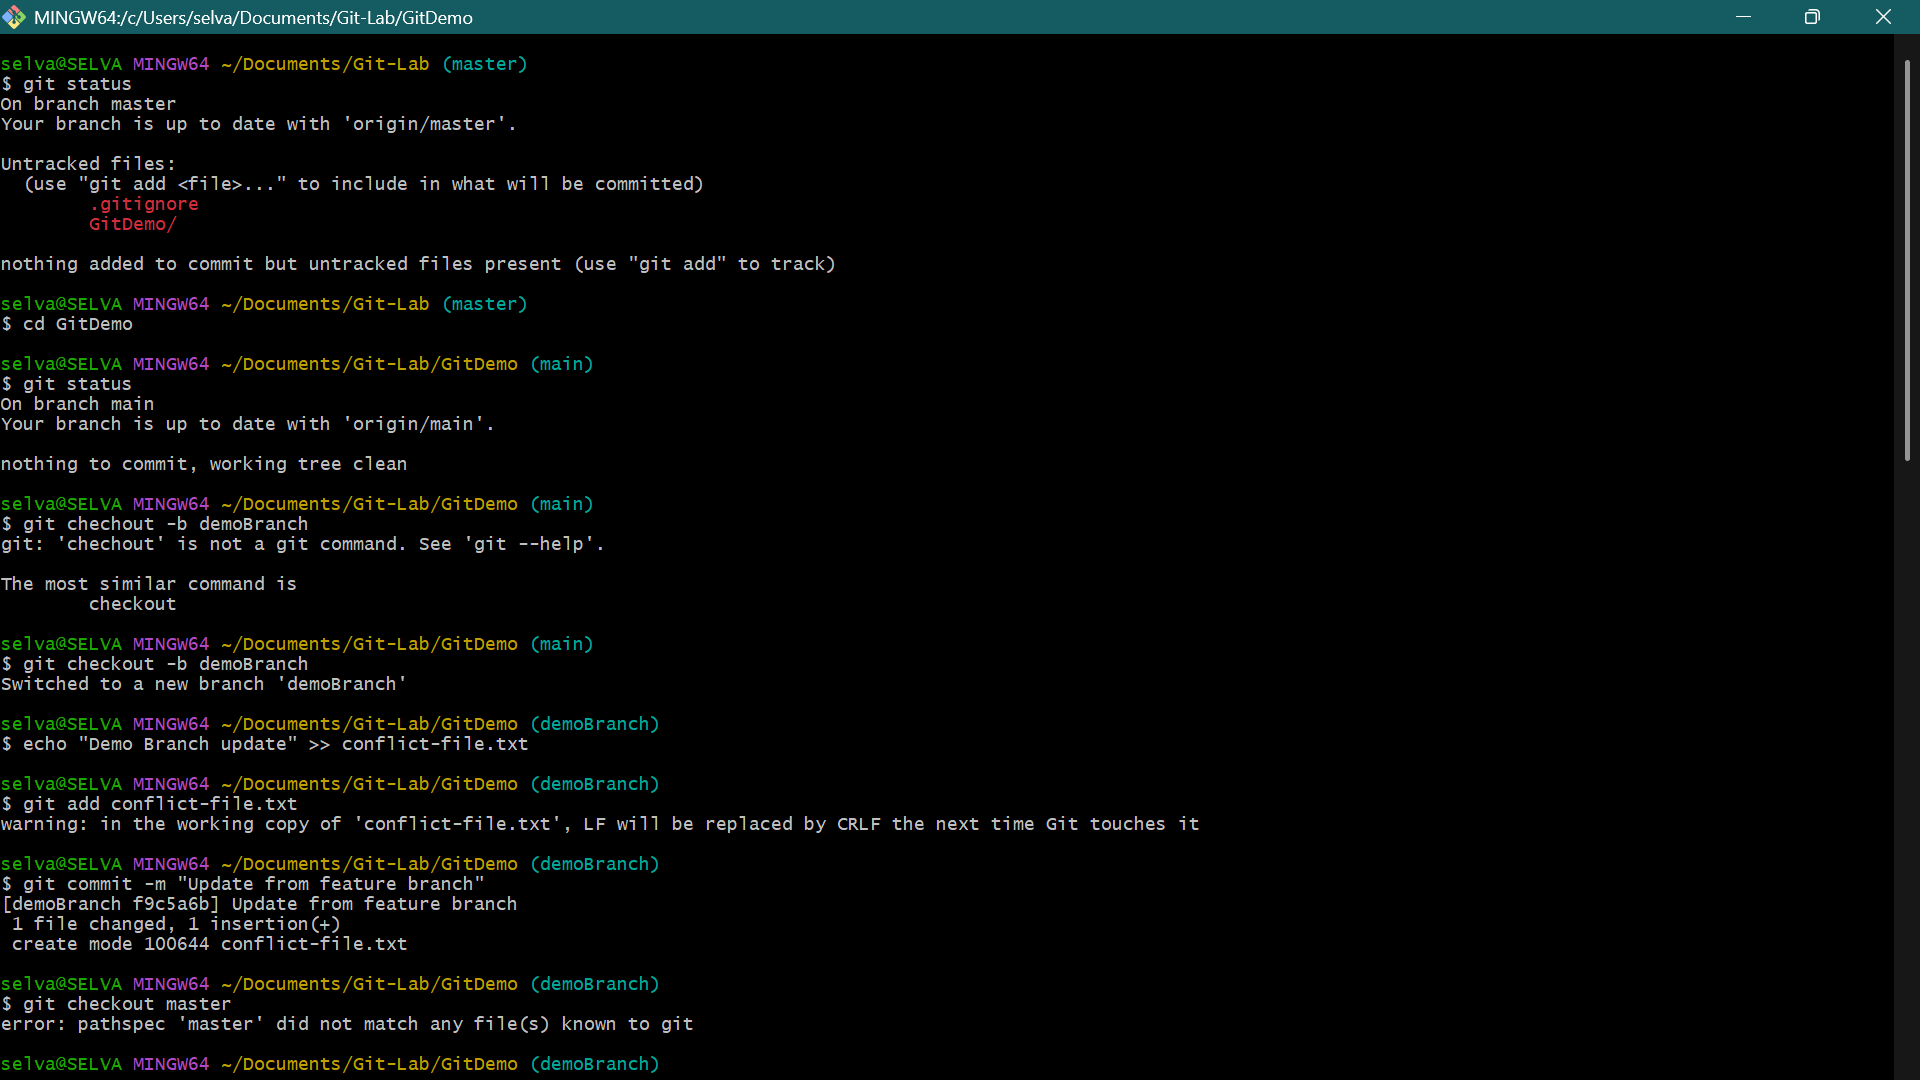 MINGW64:/c/Users/selva/Documents/Git-Lab/GitDemo
selva@SELVA MINGW64 ~/Documents/Git-Lab (master)
$ git status
On branch master
Your branch is up to date with 'origin/master'.
Untracked files:
  (use "git add <file>..." to include in what will be committed)
        .gitignore
        GitDemo/
nothing added to commit but untracked files present (use "git add" to track)
selva@SELVA MINGW64 ~/Documents/Git-Lab (master)
$ cd GitDemo
selva@SELVA MINGW64 ~/Documents/Git-Lab/GitDemo (main)
$ git status
On branch main
Your branch is up to date with 'origin/main'.
nothing to commit, working tree clean
selva@SELVA MINGW64 ~/Documents/Git-Lab/GitDemo (main)
$ git chechout -b demoBranch
git: 'chechout' is not a git command. See 'git --help'.
The most similar command is
        checkout
selva@SELVA MINGW64 ~/Documents/Git-Lab/GitDemo (main)
$ git checkout -b demoBranch
Switched to a new branch 'demoBranch'
selva@SELVA MINGW64 ~/Documents/Git-Lab/GitDemo (demoBranch)
$ echo "Demo Branch update" >> conflict-file.txt
selva@SELVA MINGW64 ~/Documents/Git-Lab/GitDemo (demoBranch)
$ git add conflict-file.txt
warning: in the working copy of 'conflict-file.txt', LF will be replaced by CRLF the next time Git touches it
selva@SELVA MINGW64 ~/Documents/Git-Lab/GitDemo (demoBranch)
$ git commit -m "Update from feature branch"
[demoBranch f9c5a6b] Update from feature branch
 1 file changed, 1 insertion(+)
 create mode 100644 conflict-file.txt
selva@SELVA MINGW64 ~/Documents/Git-Lab/GitDemo (demoBranch)
$ git checkout master
error: pathspec 'master' did not match any file(s) known to git
selva@SELVA MINGW64 ~/Documents/Git-Lab/GitDemo (demoBranch)